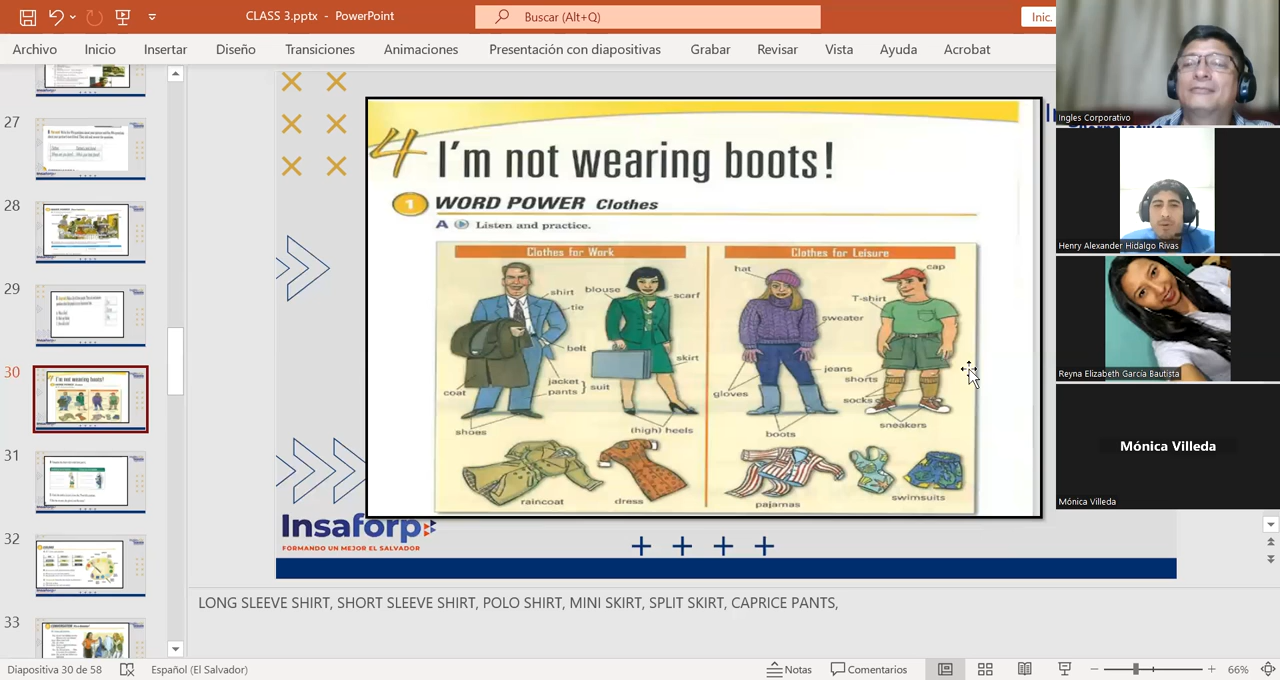 CLASS 3.pptx - PowerPoint
Buscar (Alt+Q)
Inic.
Archivo Inicio Insertar Diseño Transiciones Animaciones Presentación con diapositivas Grabar Revisar Vista Ayuda Acrobat
27
28
29
30
31
32
33
4 I'm not wearing boots!
1 WORD POWER Clothes
A Listen and practice.
Clothes for Work
Clothes for Leisure
shirt
blouse
scarf
tie
belt
skirt
jacket
pants
suit
coat
shoes
(high) heels
raincoat
dress
hat
cap
T-shirt
sweater
jeans
shorts
gloves
socks
boots
sneakers
pajamas
swimsuits
Insaforp
FORMANDO UN MEJOR EL SALVADOR
LONG SLEEVE SHIRT, SHORT SLEEVE SHIRT, POLO SHIRT, MINI SKIRT, SPLIT SKIRT, CAPRICE PANTS,
Ingles Corporativo
Henry Alexander Hidalgo Rivas
Reyna Elizabeth García Bautista
Mónica Villeda
Mónica Villeda
Diapositiva 30 de 58
Español (El Salvador)
Notas
Comentarios
66%